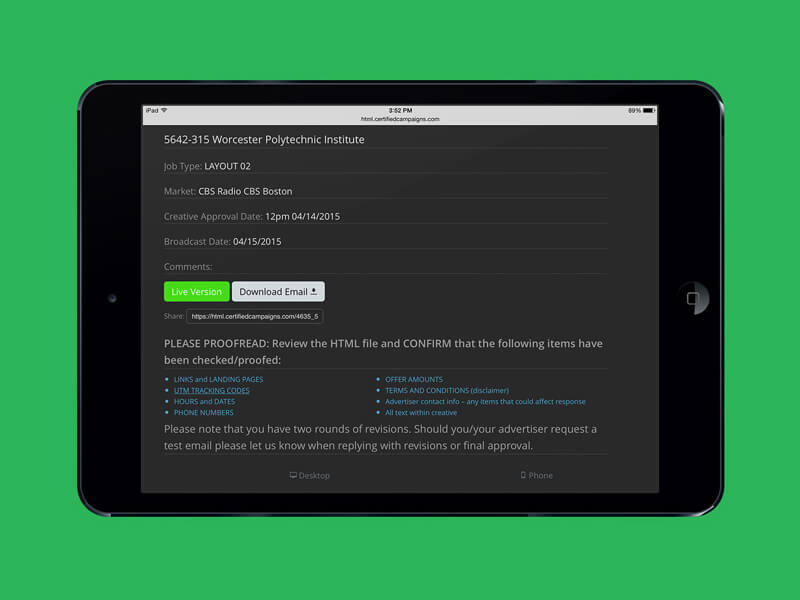 iPad 3:52 PM 89%
html.certifiedcampaigns.com
5642-315 Worcester Polytechnic Institute
Job Type: LAYOUT 02
Market: CBS Radio CBS Boston
Creative Approval Date: 12pm 04/14/2015
Broadcast Date: 04/15/2015
Comments:
Live Version Download Email
Share: https://html.certifiedcampaigns.com/4635_5
PLEASE PROOFREAD: Review the HTML file and CONFIRM that the following items have
been checked/proofed:
• LINKS and LANDING PAGES
• UTM TRACKING CODES
• HOURS and DATES
• PHONE NUMBERS
• OFFER AMOUNTS
• TERMS AND CONDITIONS (disclaimer)
• Advertiser contact info – any items that could affect response
• All text within creative
Please note that you have two rounds of revisions. Should you/your advertiser request a
test email please let us know when replying with revisions or final approval.
Desktop Phone